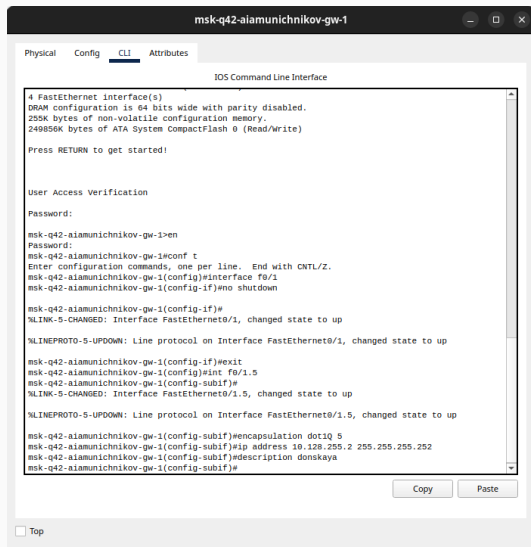 msk-q42-aiamunichnikov-gw-1
Physical Config CLI Attributes
IOS Command Line Interface
4 FastEthernet interface(s)
DRAM configuration is 64 bits wide with parity disabled.
255K bytes of non-volatile configuration memory.
249856K bytes of ATA System CompactFlash 0 (Read/Write)
Press RETURN to get started!
User Access Verification
Password:
msk-q42-aiamunichnikov-gw-1>en
Password:
msk-q42-aiamunichnikov-gw-1#conf t
Enter configuration commands, one per line. End with CNTL/Z.
msk-q42-aiamunichnikov-gw-1(config)#interface f0/1
msk-q42-aiamunichnikov-gw-1(config-if)#no shutdown
msk-q42-aiamunichnikov-gw-1(config-if)#
%LINK-5-CHANGED: Interface FastEthernet0/1, changed state to up
%LINEPROTO-5-UPDOWN: Line protocol on Interface FastEthernet0/1, changed state to up
msk-q42-aiamunichnikov-gw-1(config-if)#exit
msk-q42-aiamunichnikov-gw-1(config)#int f0/1.5
msk-q42-aiamunichnikov-gw-1(config-subif)#
%LINK-5-CHANGED: Interface FastEthernet0/1.5, changed state to up
%LINEPROTO-5-UPDOWN: Line protocol on Interface FastEthernet0/1.5, changed state to up
msk-q42-aiamunichnikov-gw-1(config-subif)#encapsulation dot1Q 5
msk-q42-aiamunichnikov-gw-1(config-subif)#ip address 10.128.255.2 255.255.255.252
msk-q42-aiamunichnikov-gw-1(config-subif)#description donskaya
msk-q42-aiamunichnikov-gw-1(config-subif)#
Copy Paste
Top